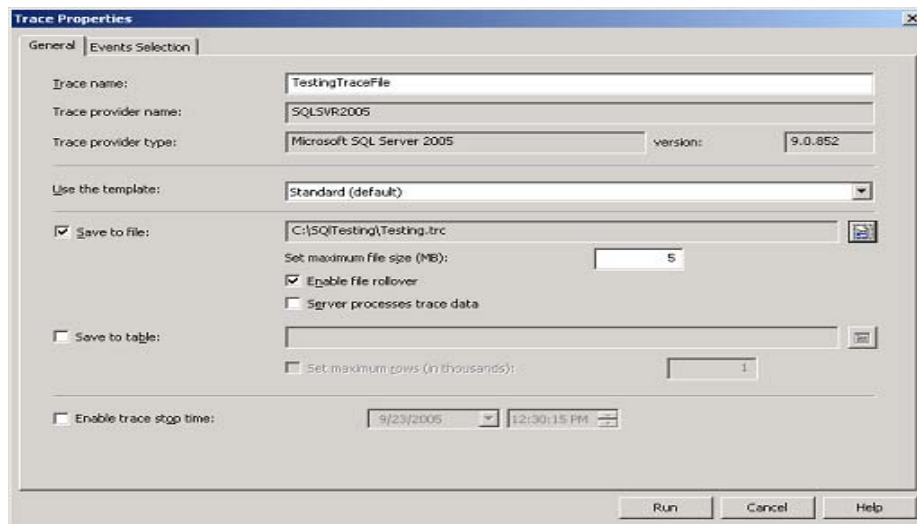 Trace Properties
General Events Selection
Trace name: TestingTraceFile
Trace provider name: SQLSVR2005
Trace provider type: Microsoft SQL Server 2005 version: 9.0.852
Use the template: Standard (default)
Save to file: C:\SQlTesting\Testing.trc
Set maximum file size (MB): 5
Enable file rollover
Server processes trace data
Save to table:
Set maximum rows (in thousands): 1
Enable trace stop time: 9/23/2005 12:30:15 PM
Run Cancel Help